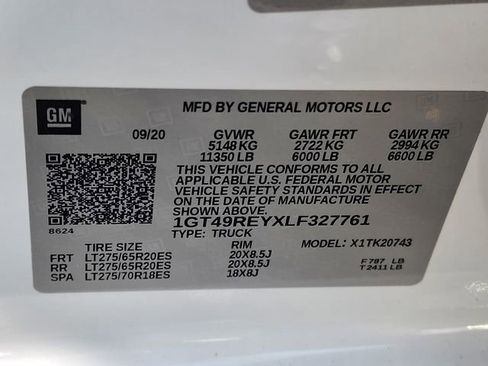 GM
MFD BY GENERAL MOTORS LLC
09/20 GVWR GAWR FRT GAWR RR
5148 KG 2722 KG 2994 KG
11350 LB 6000 LB 6600 LB
THIS VEHICLE CONFORMS TO ALL
APPLICABLE U.S. FEDERAL MOTOR
VEHICLE SAFETY STANDARDS IN EFFECT
ON THE DATE OF MANUFACTURE
SHOWN ABOVE.
8624
1GT49REYXLF327761
TYPE: TRUCK MODEL: X1TK20743
TIRE SIZE RIM
FRT LT275/65R20ES 20X8.5J
RR LT275/65R20ES 20X8.5J F 787 LB
SPA LT275/70R18ES 18X8J T 2411 LB